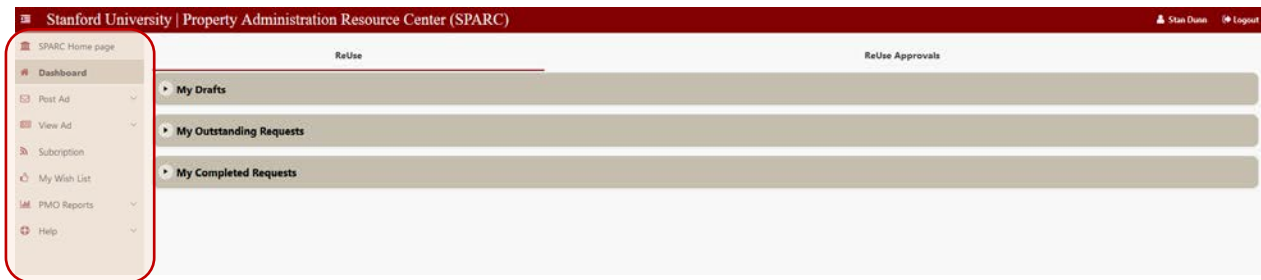 Stanford University | Property Administration Resource Center (SPARC)
Stan Dunn Logout
SPARC Home page
Dashboard
Post Ad
View Ad
Subcription
My Wish List
PMO Reports
Help
ReUse
ReUse Approvals
My Drafts
My Outstanding Requests
My Completed Requests